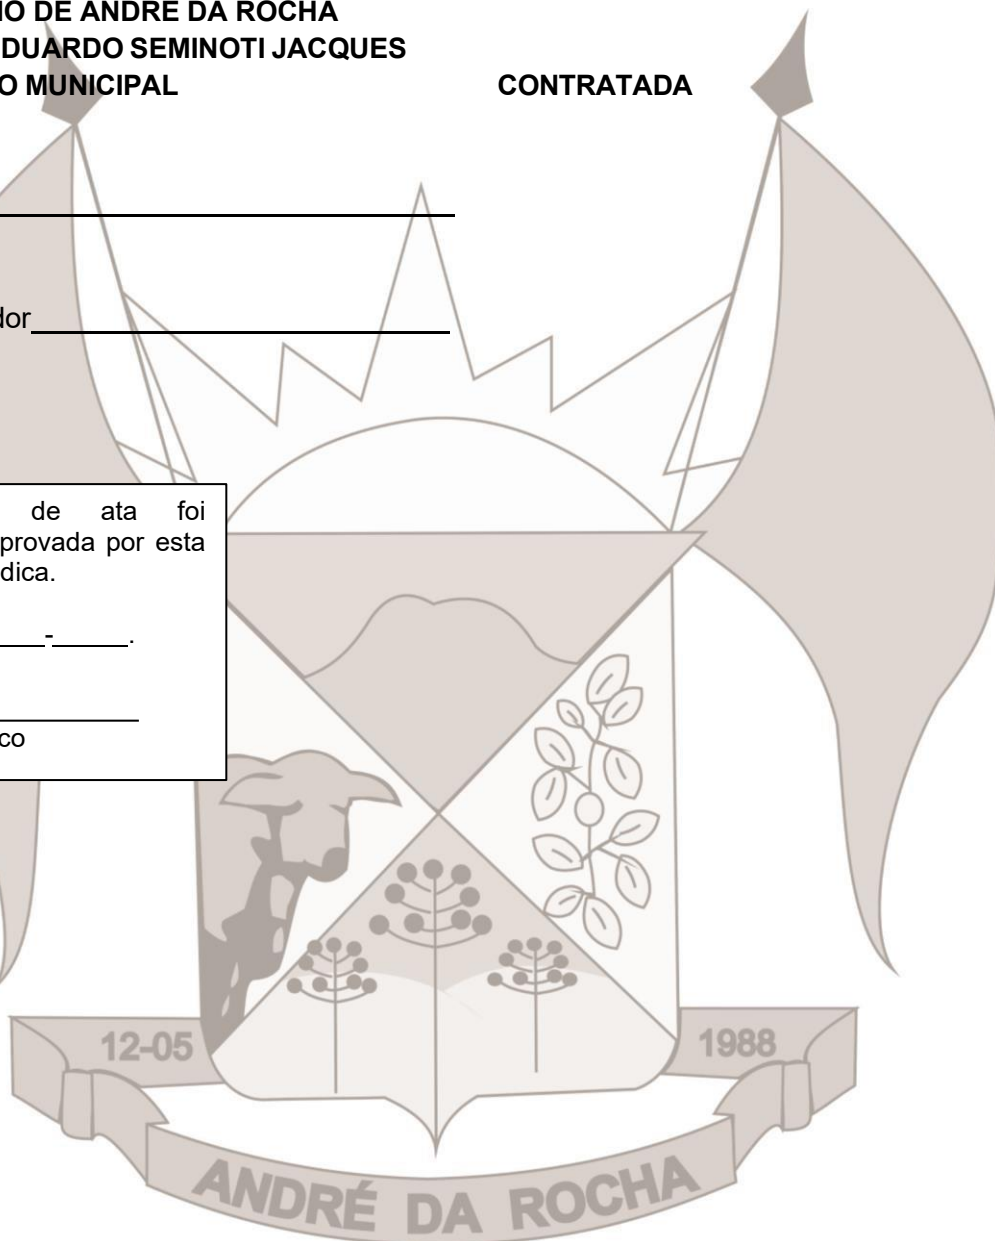 IO DE ANDRÉ DA ROCHA
DUARDO SEMINOTI JACQUES
O MUNICIPAL CONTRATADA
dor
de ata foi
provada por esta
dica.
-.
co
12-05 1988
ANDRÉ DA ROCHA